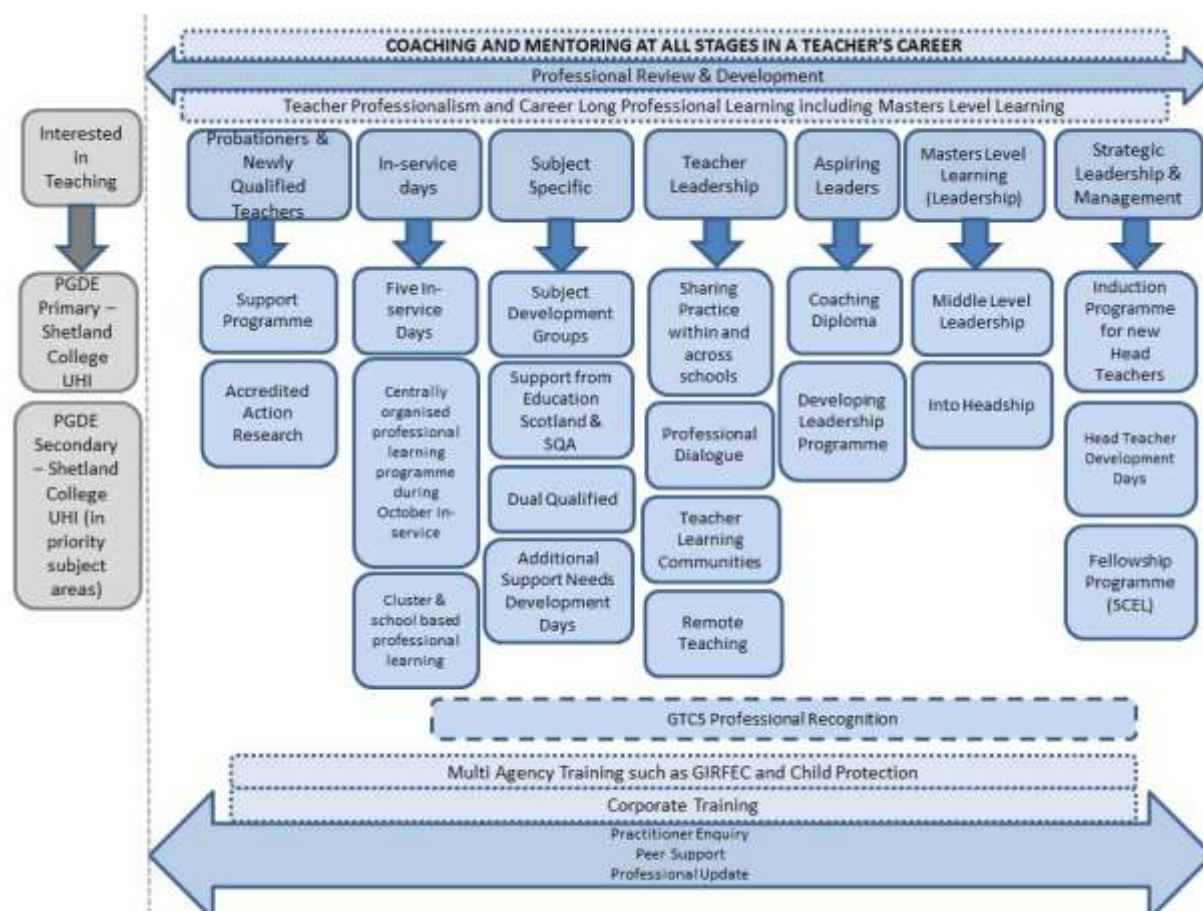 COACHING AND MENTORING AT ALL STAGES IN A TEACHER'S CAREER
Professional Review & Development
Teacher Professionalism and Career Long Professional Learning including Masters Level Learning
Interested
in
Teaching
PGDE
Primary –
Shetland
College
UHI
PGDE
Secondary
– Shetland
College
UHI (in
priority
subject
areas)
Probationers &
Newly
Qualified
Teachers
Support
Programme
Accredited
Action
Research
In-service
days
Five In-
service
Days
Centrally
organised
professional
learning
programme
during
October In-
service
Cluster &
school based
professional
learning
Subject
Specific
Subject
Development
Groups
Support from
Education
Scotland &
SQA
Dual Qualified
Additional
Support Needs
Development
Days
Teacher
Leadership
Sharing
Practice
within and
across
schools
Professional
Dialogue
Teacher
Learning
Communities
Remote
Teaching
Aspiring
Leaders
Coaching
Diploma
Developing
Leadership
Programme
Masters Level
Learning
(Leadership)
Middle Level
Leadership
Into Headship
Strategic
Leadership &
Management
Induction
Programme
for new
Head
Teachers
Head Teacher
Development
Days
Fellowship
Programme
(SCEL)
GTCS Professional Recognition
Multi Agency Training such as GIRFEC and Child Protection
Corporate Training
Practitioner Enquiry
Peer Support
Professional Update